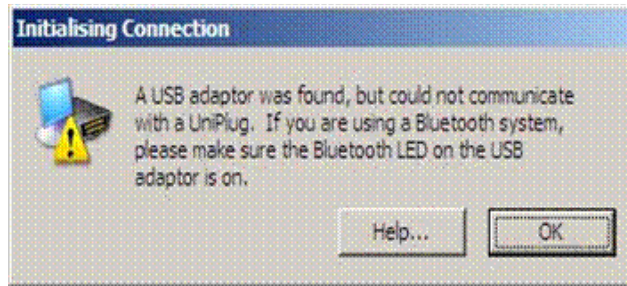 Initialising Connection
A USB adaptor was found, but could not communicate
with a UniPlug. If you are using a Bluetooth system,
please make sure the Bluetooth LED on the USB
adaptor is on.
Help...
OK